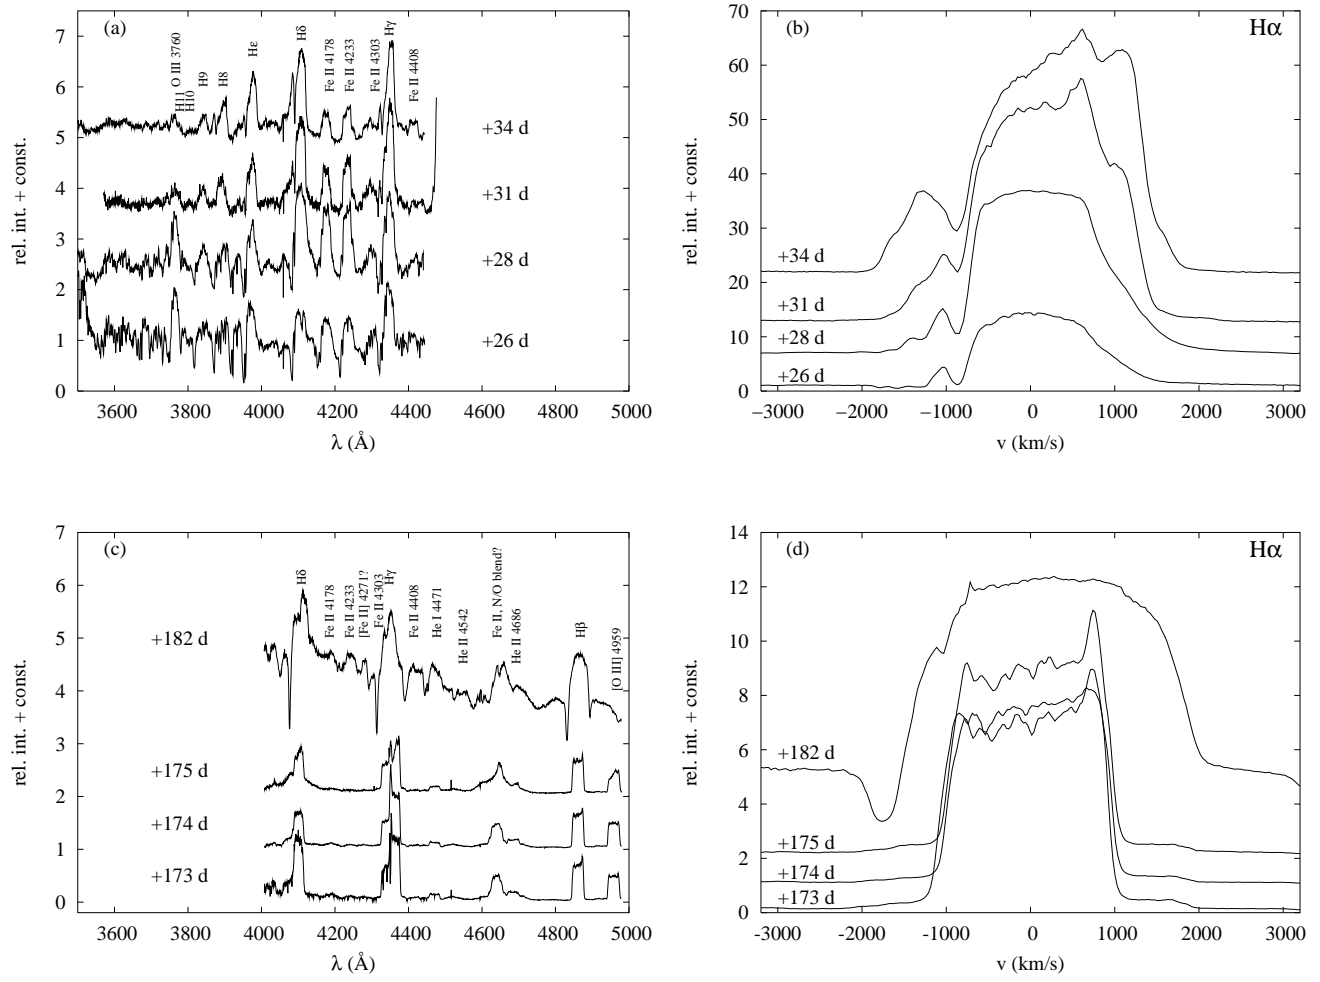 (a)
O III 3760
H11
H10
H9
H8
Hε
Hδ
Fe II 4178
Fe II 4233
Fe II 4303
Hγ
Fe II 4408
+34 d
+31 d
+28 d
+26 d
7
6
5
4
3
2
1
0
rel. int. + const.
3600 3800 4000 4200 4400 4600 4800 5000
λ (Å)
(b)
Hα
+34 d
+31 d
+28 d
+26 d
70
60
50
40
30
20
10
0
rel. int. + const.
−3000 −2000 −1000 0 1000 2000 3000
v (km/s)
(c)
Hδ
Fe II 4178
Fe II 4233
[Fe II] 4271?
Fe II 4303
Hγ
Fe II 4408
He I 4471
He II 4542
Fe II, N/O blend?
He II 4686
Hβ
[O III] 4959
+182 d
+175 d
+174 d
+173 d
7
6
5
4
3
2
1
0
rel. int. + const.
3600 3800 4000 4200 4400 4600 4800 5000
λ (Å)
(d)
Hα
+182 d
+175 d
+174 d
+173 d
14
12
10
8
6
4
2
0
rel. int. + const.
-3000 -2000 -1000 0 1000 2000 3000
v (km/s)